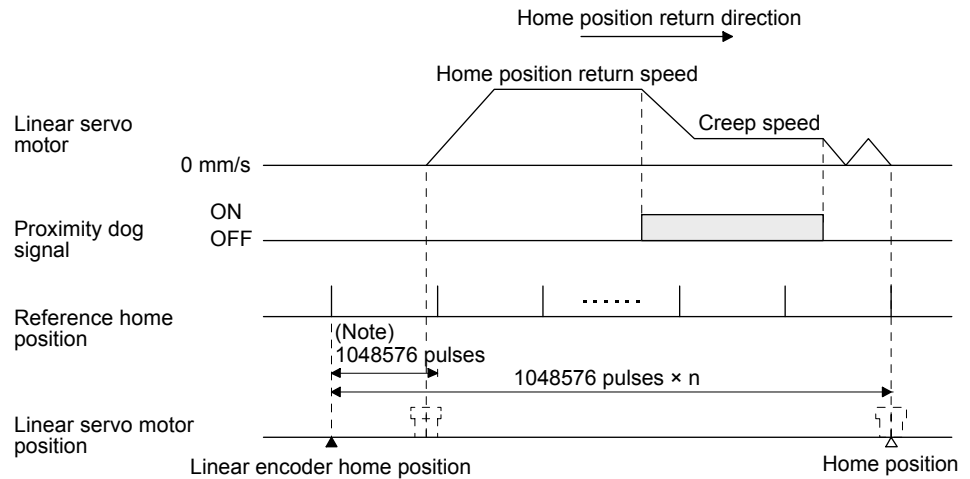 Home position return direction
Home position return speed
Linear servo
motor
Creep speed
0 mm/s
Proximity dog
signal
ON
OFF
Reference home
position
(Note)
1048576 pulses
1048576 pulses × n
Linear servo motor
position
Linear encoder home position
Home position